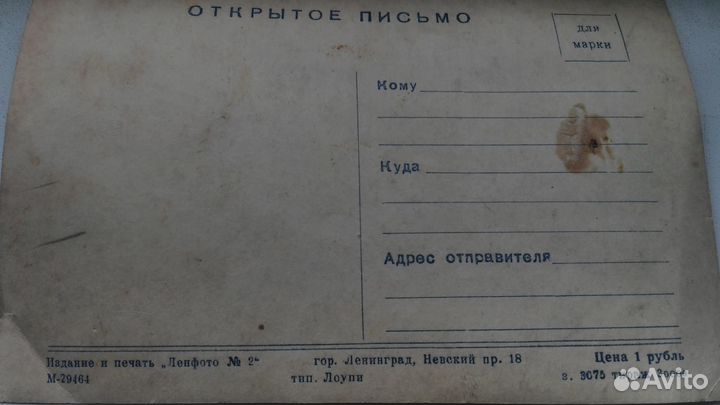 ОТКРЫТОЕ ПИСЬМО
для
марки
Кому
Куда
Адрес отправителя
Издание и печать „Ленфото № 2“ гор. Ленинград, Невский пр. 18 Цена 1 рубль
М-29464 тип. Лоупи з. 3075
Avito